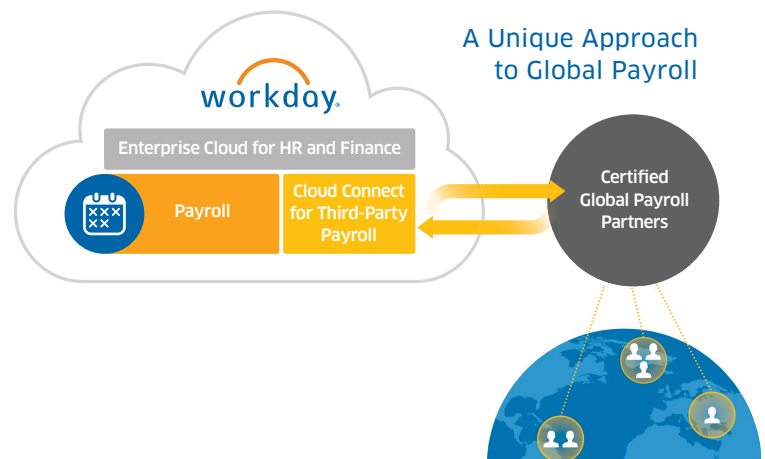 A Unique Approach
to Global Payroll
workday.
Enterprise Cloud for HR and Finance
Payroll
Cloud Connect
for Third-Party
Payroll
Certified
Global Payroll
Partners